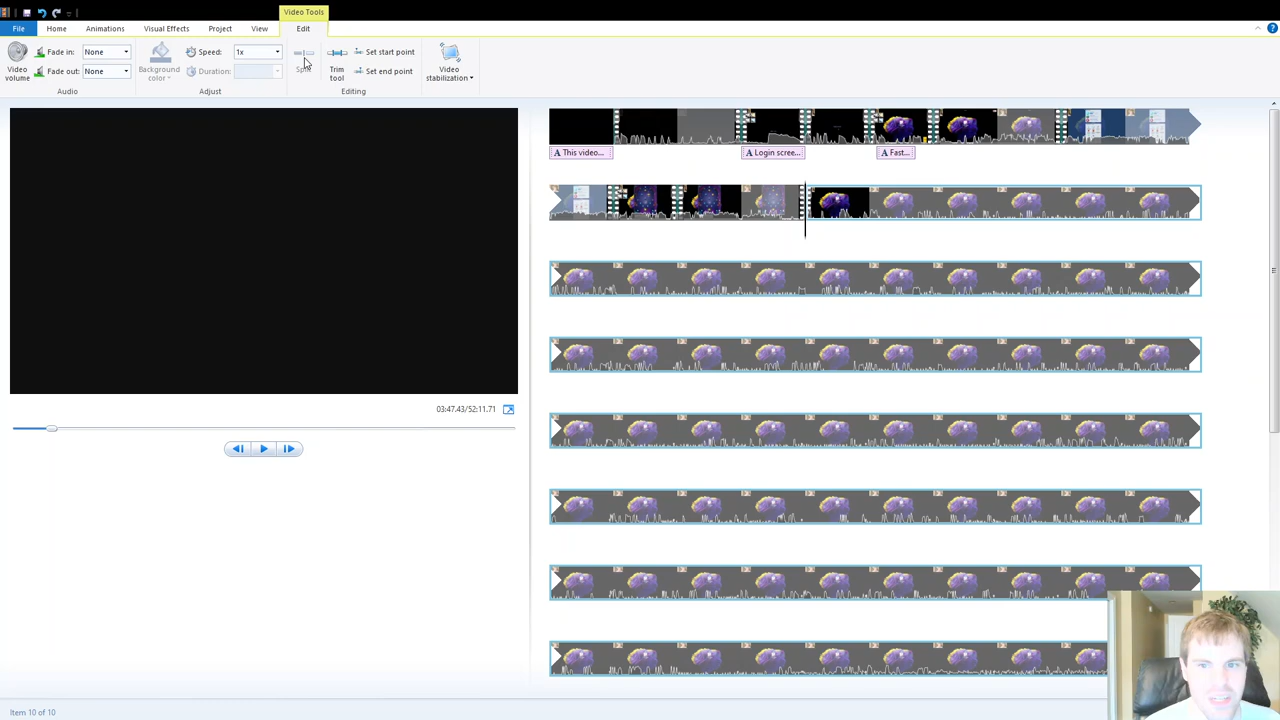 Video Tools
File Home Animations Visual Effects Project View Edit
Video volume
Fade in: None
Fade out: None
Audio
Background color
Speed: 1x
Duration:
Adjust
Split
Trim tool
Set start point
Set end point
Editing
Video stabilization
A This video...
A Login scree...
A Fast...
03:47.43/52:11.71
Item 10 of 10